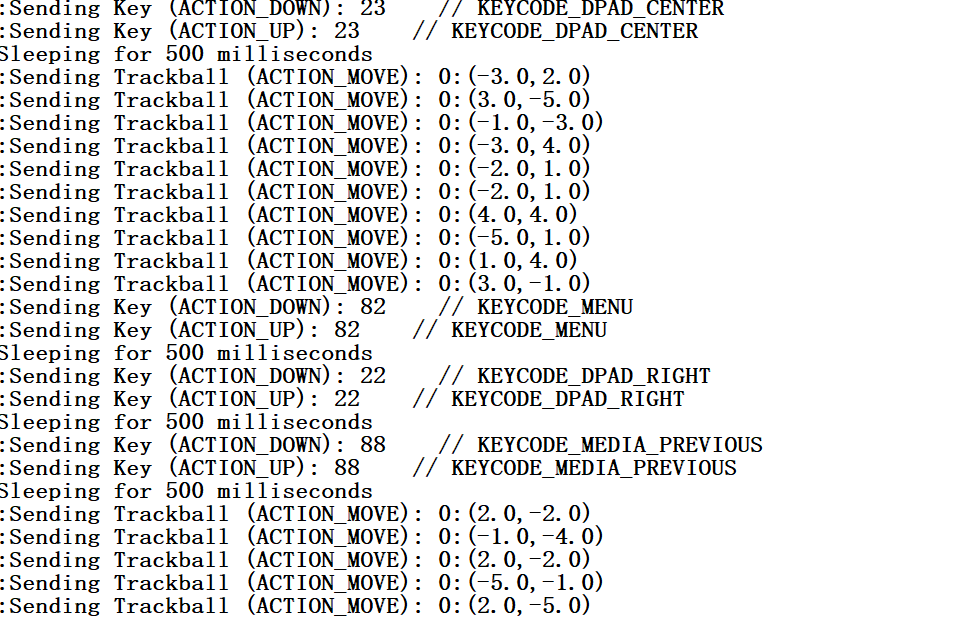 :Sending Key (ACTION_DOWN): 23    // KEYCODE_DPAD_CENTER
:Sending Key (ACTION_UP): 23    // KEYCODE_DPAD_CENTER
Sleeping for 500 milliseconds
:Sending Trackball (ACTION_MOVE): 0:(-3.0,2.0)
:Sending Trackball (ACTION_MOVE): 0:(3.0,-5.0)
:Sending Trackball (ACTION_MOVE): 0:(-1.0,-3.0)
:Sending Trackball (ACTION_MOVE): 0:(-3.0,4.0)
:Sending Trackball (ACTION_MOVE): 0:(-2.0,1.0)
:Sending Trackball (ACTION_MOVE): 0:(-2.0,1.0)
:Sending Trackball (ACTION_MOVE): 0:(4.0,4.0)
:Sending Trackball (ACTION_MOVE): 0:(-5.0,1.0)
:Sending Trackball (ACTION_MOVE): 0:(1.0,4.0)
:Sending Trackball (ACTION_MOVE): 0:(3.0,-1.0)
:Sending Key (ACTION_DOWN): 82    // KEYCODE_MENU
:Sending Key (ACTION_UP): 82    // KEYCODE_MENU
Sleeping for 500 milliseconds
:Sending Key (ACTION_DOWN): 22    // KEYCODE_DPAD_RIGHT
:Sending Key (ACTION_UP): 22    // KEYCODE_DPAD_RIGHT
Sleeping for 500 milliseconds
:Sending Key (ACTION_DOWN): 88    // KEYCODE_MEDIA_PREVIOUS
:Sending Key (ACTION_UP): 88    // KEYCODE_MEDIA_PREVIOUS
Sleeping for 500 milliseconds
:Sending Trackball (ACTION_MOVE): 0:(2.0,-2.0)
:Sending Trackball (ACTION_MOVE): 0:(-1.0,-4.0)
:Sending Trackball (ACTION_MOVE): 0:(2.0,-2.0)
:Sending Trackball (ACTION_MOVE): 0:(-5.0,-1.0)
:Sending Trackball (ACTION_MOVE): 0:(2.0,-5.0)